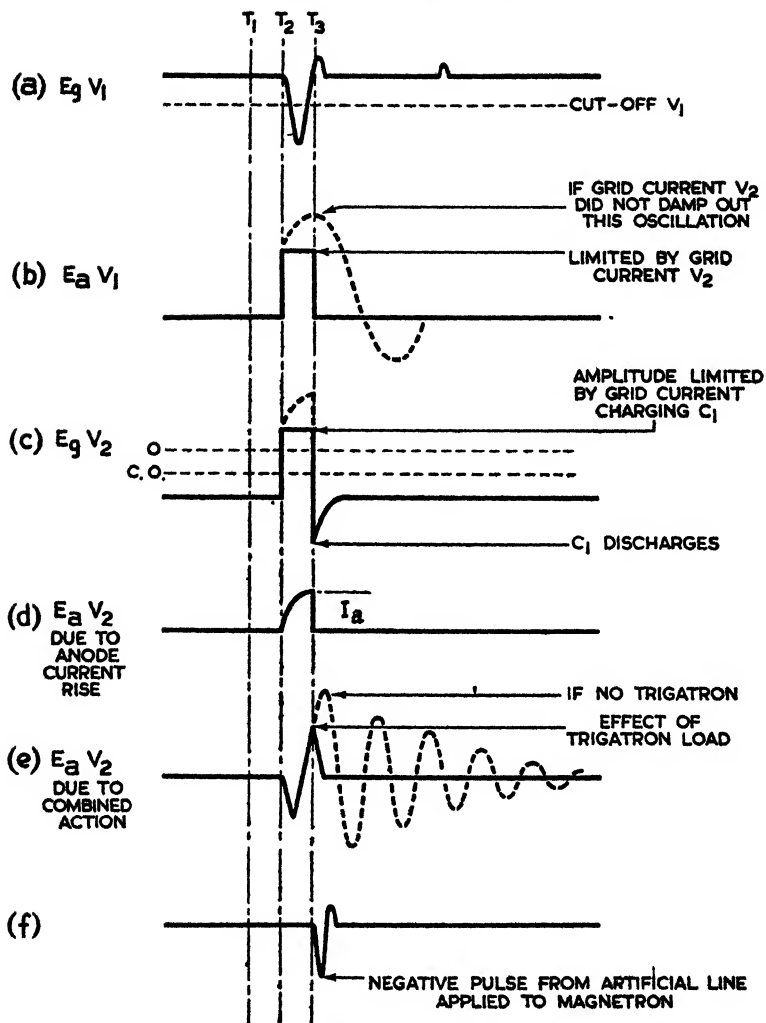 T1 T2 T3
(a) Eg V1
CUT-OFF V1
IF GRID CURRENT V2
DID NOT DAMP OUT
THIS OSCILLATION
(b) Ea V1
LIMITED BY GRID
CURRENT V2
AMPLITUDE LIMITED
BY GRID CURRENT
CHARGING C1
(c) Eg V2
O
C.O.
C1 DISCHARGES
(d) Ea V2
DUE TO
ANODE
CURRENT
RISE
Ia
IF NO TRIGATRON
EFFECT OF
TRIGATRON LOAD
(e) Ea V2
DUE TO
COMBINED
ACTION
(f)
NEGATIVE PULSE FROM ARTIFICIAL LINE
APPLIED TO MAGNETRON